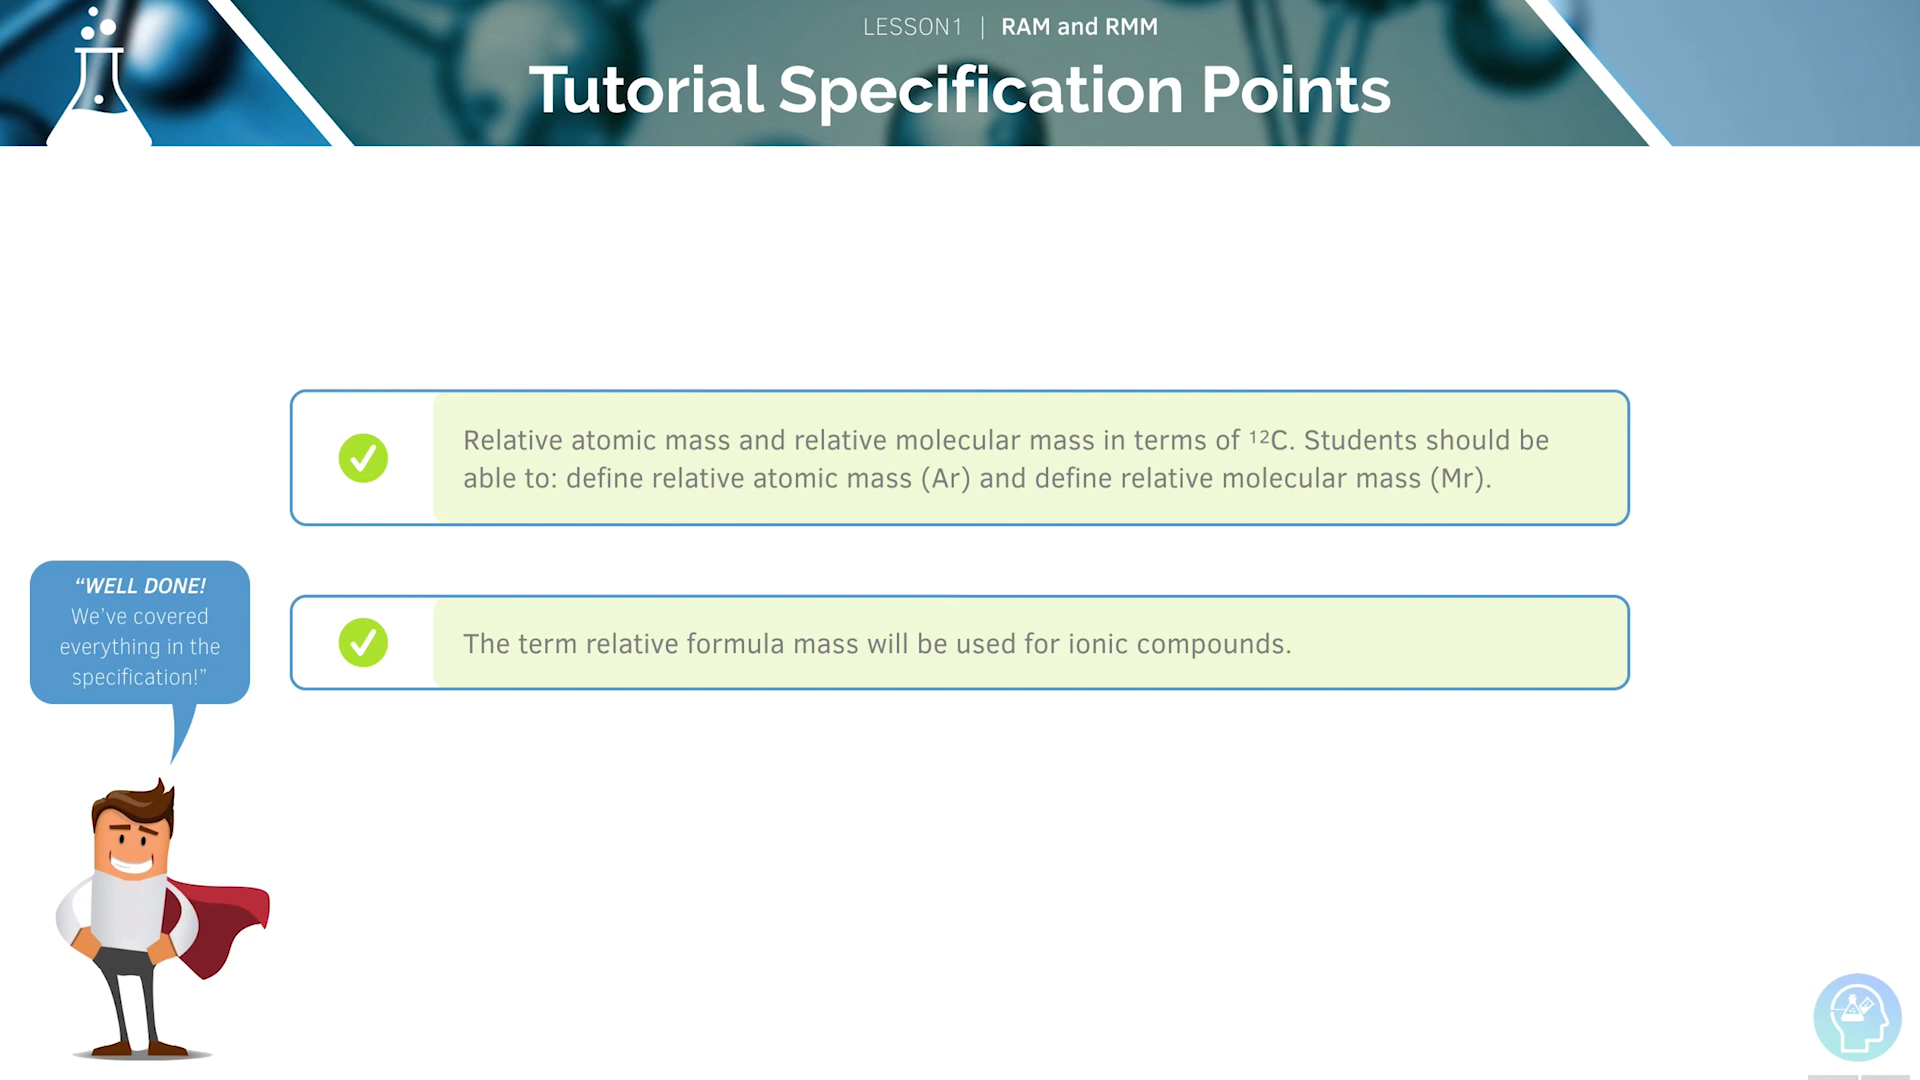 LESSON1 | RAM and RMM
Tutorial Specification Points
Relative atomic mass and relative molecular mass in terms of ¹²C. Students should be
able to: define relative atomic mass (Ar) and define relative molecular mass (Mr).
“WELL DONE!
We’ve covered
everything in the
specification!”
The term relative formula mass will be used for ionic compounds.